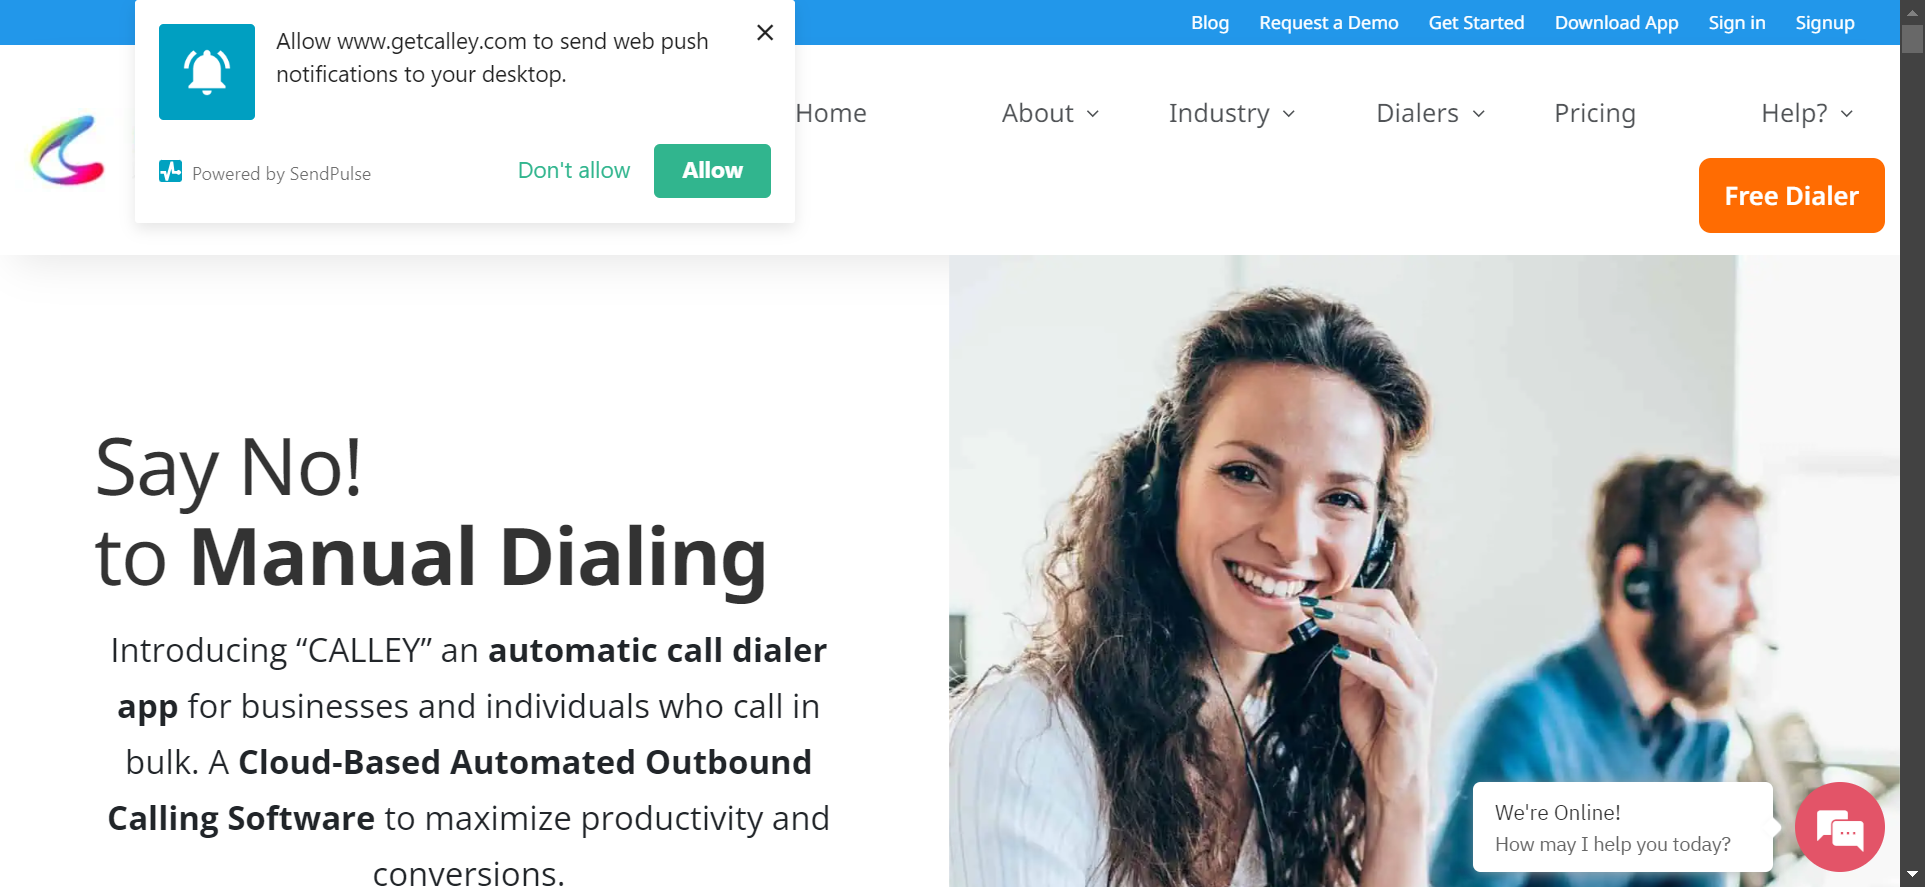 Blog Request a Demo Get Started Download App Sign in Signup
Allow www.getcalley.com to send web push
notifications to your desktop.
Powered by SendPulse
Don't allow
Allow
Home About Industry Dialers Pricing Help?
Free Dialer
Say No!
to Manual Dialing
Introducing “CALLEY” an automatic call dialer
app for businesses and individuals who call in
bulk. A Cloud-Based Automated Outbound
Calling Software to maximize productivity and
conversions.
We're Online!
How may I help you today?